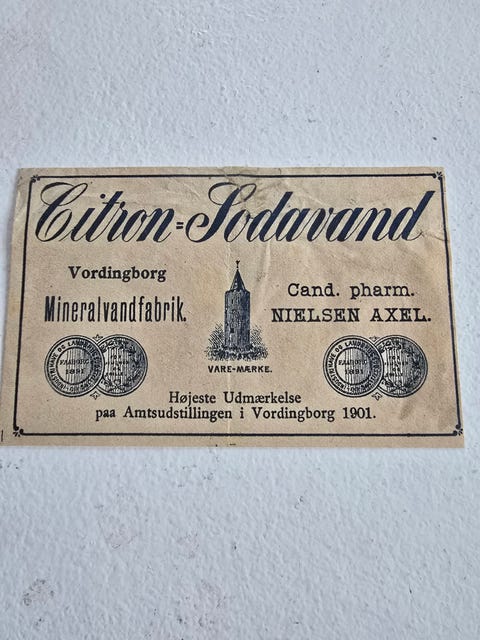 Citron=Sodavand
Vordingborg
Mineralvandfabrik.
Cand. pharm.
NIELSEN AXEL.
VARE-MÆRKE.
Højeste Udmærkelse
paa Amtsudstillingen i Vordingborg 1901.